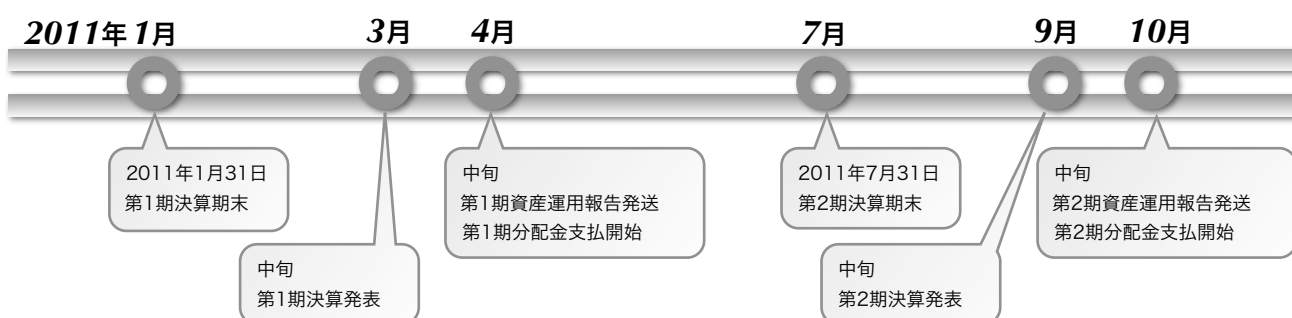 2011年 1月
3月
4月
7月
9月
10月
2011年1月31日
第1期決算期末
中旬
第1期決算発表
中旬
第1期資産運用報告発送
第1期分配金支払開始
2011年7月31日
第2期決算期末
中旬
第2期決算発表
中旬
第2期資産運用報告発送
第2期分配金支払開始